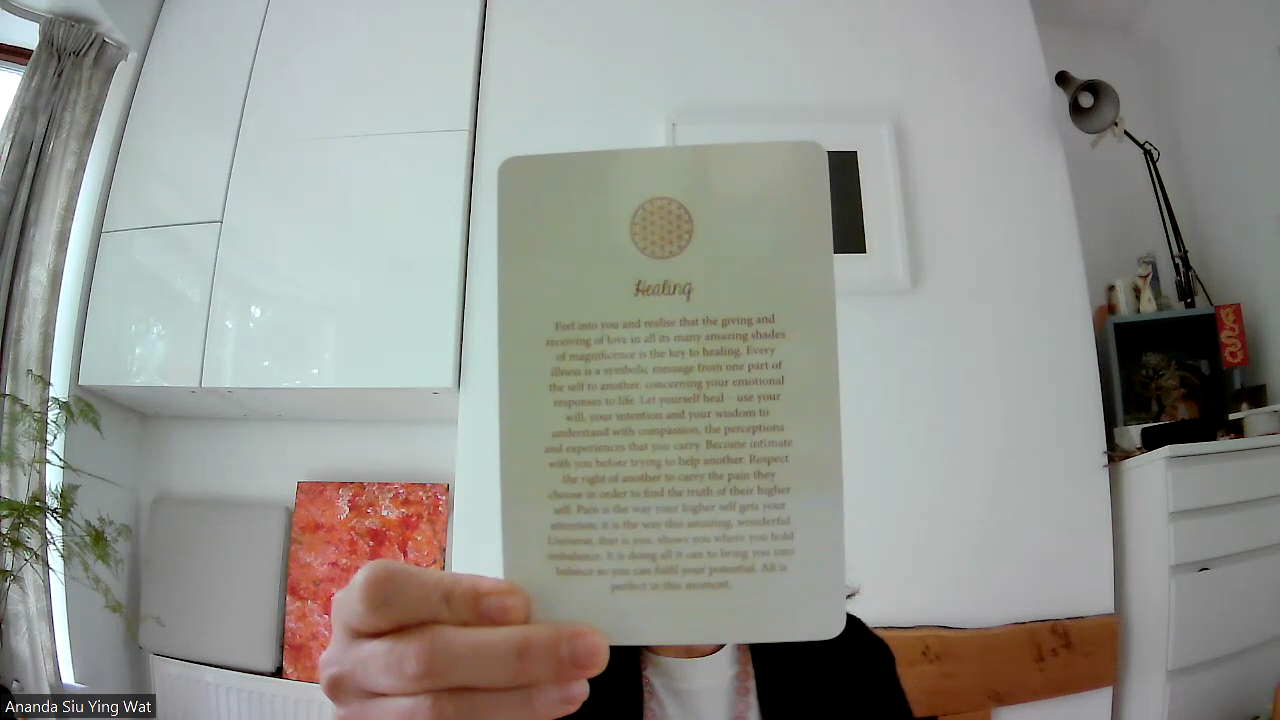 Healing
Feel into you and realise that the giving and
receiving of love in all its many amazing shades
of magnificence is the key to healing. Every
illness is a symbolic message from one part of
the self to another, concerning your emotional
responses to life. Let yourself heal – use your
will, your intention and your wisdom to
understand with compassion, the perceptions
and experiences that you carry. Become intimate
with you before trying to help another. Respect
the right of another to carry the pain they
choose in order to find the truth of their higher
self. Pain is the way your higher self gets your
attention; it is the way this amazing, wonderful
Universe, that is you, shows you where you hold
imbalance. It is doing all it can to bring you into
balance so you can fulfil your potential. All is
perfect in this moment.
Ananda Siu Ying Wat